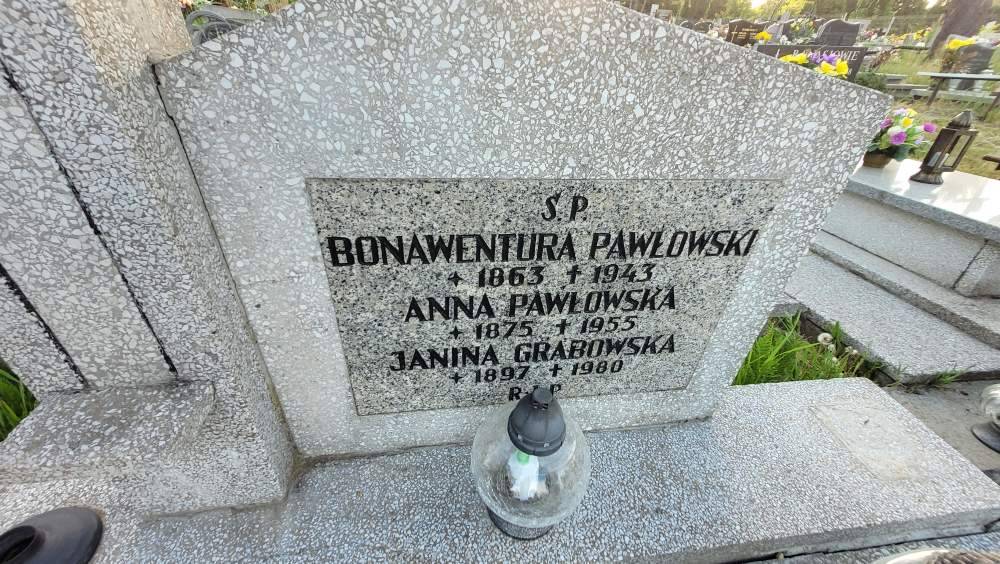 Ś P
BONAWENTURA PAWŁOWSKI
+ 1863 † 1943
ANNA PAWŁOWSKA
+ 1875 † 1955
JANINA GRABOWSKA
+ 1897 + 1980